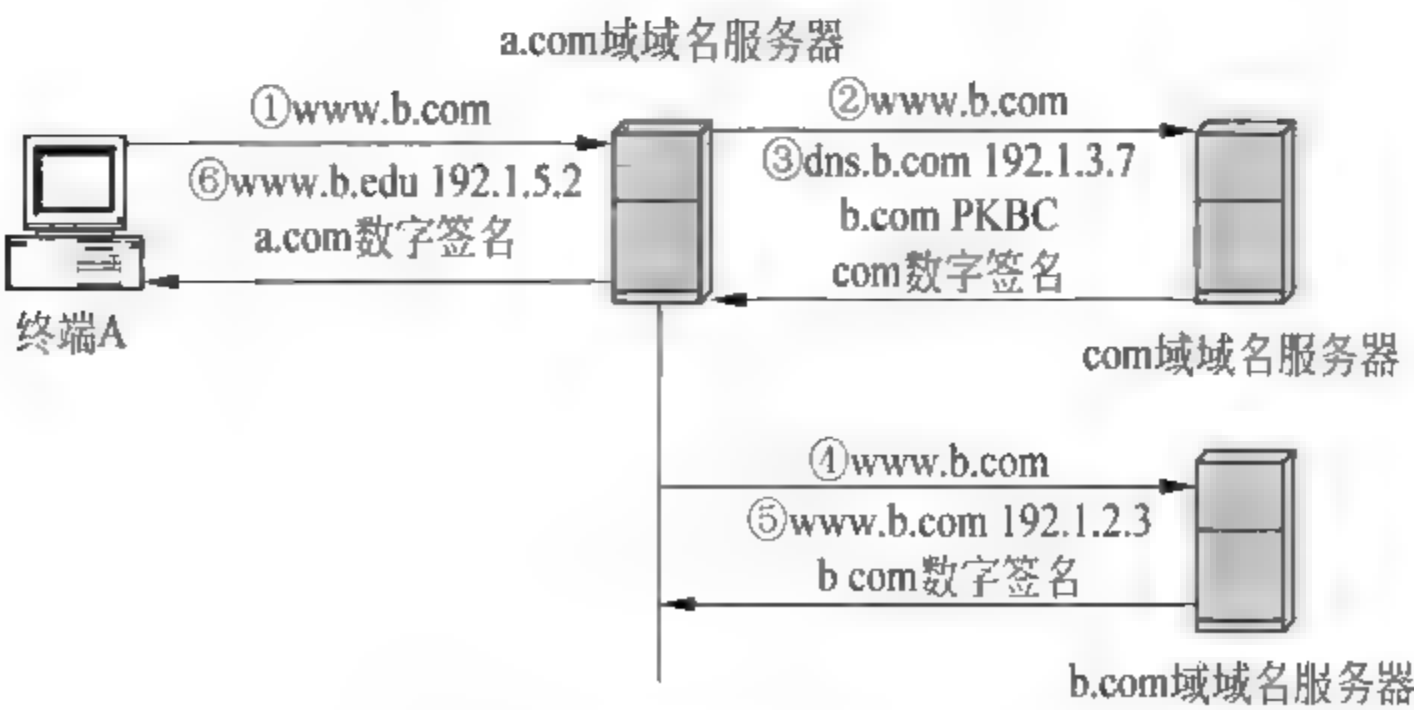 a.com域域名服务器
①www.b.com
⑥www.b.edu 192.1.5.2
a.com数字签名
终端A
②www.b.com
③dns.b.com 192.1.3.7
b.com PKBC
com数字签名
com域域名服务器
④www.b.com
⑤www.b.com 192.1.2.3
b com数字签名
b.com域域名服务器